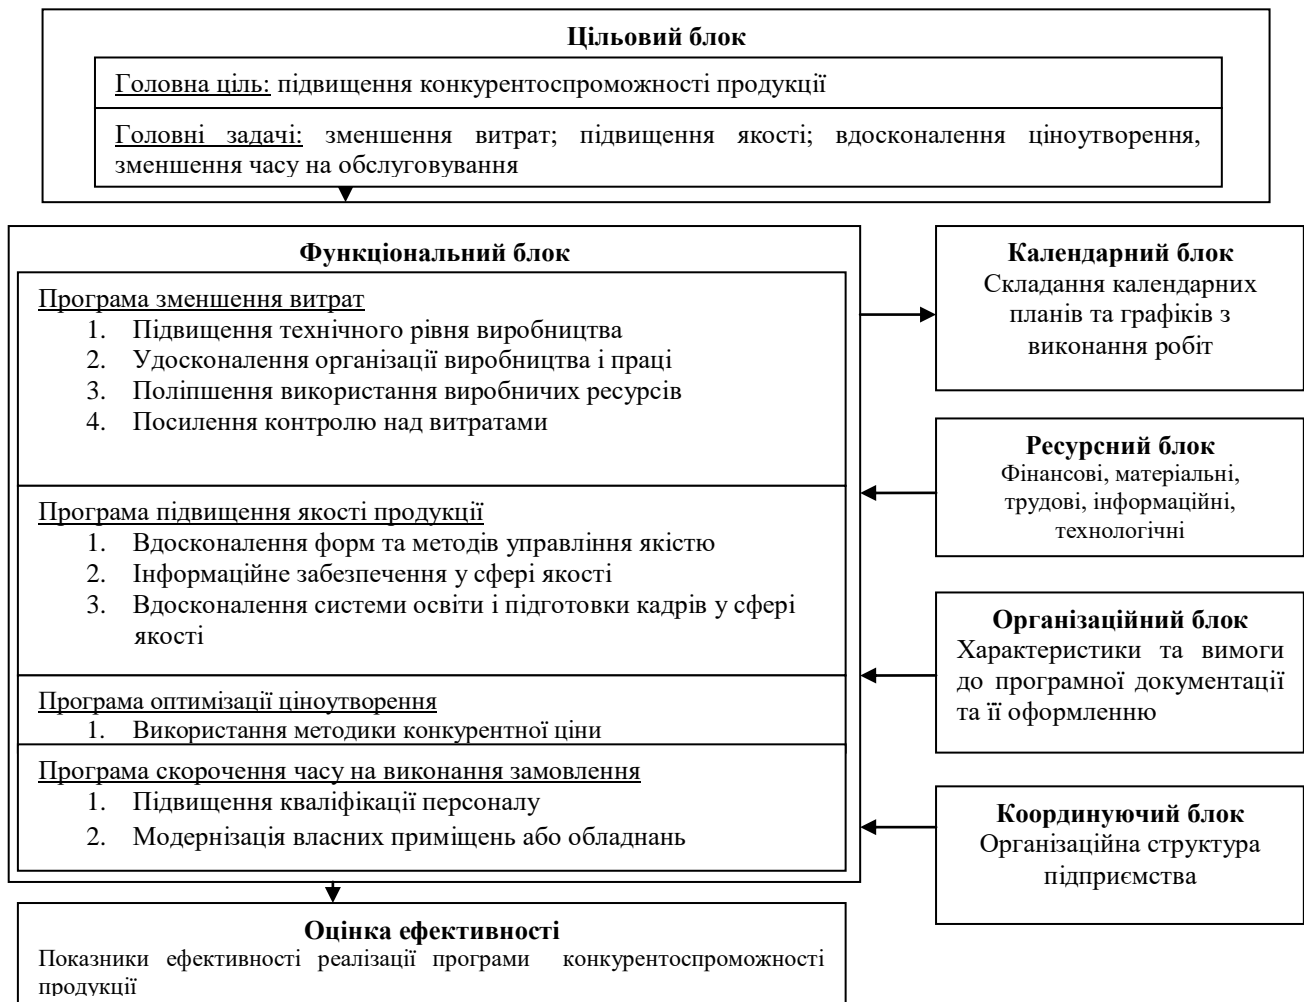 Цільовий блок
Головна ціль: підвищення конкурентоспроможності продукції
Головні задачі: зменшення витрат; підвищення якості; вдосконалення ціноутворення,
зменшення часу на обслуговування
Функціональний блок
Програма зменшення витрат
1. Підвищення технічного рівня виробництва
2. Удосконалення організації виробництва і праці
3. Поліпшення використання виробничих ресурсів
4. Посилення контролю над витратами
Програма підвищення якості продукції
1. Вдосконалення форм та методів управління якістю
2. Інформаційне забезпечення у сфері якості
3. Вдосконалення системи освіти і підготовки кадрів у сфері
якості
Програма оптимізації ціноутворення
1. Використання методики конкурентної ціни
Програма скорочення часу на виконання замовлення
1. Підвищення кваліфікації персоналу
2. Модернізація власних приміщень або обладнань
Календарний блок
Складання календарних
планів та графіків з
виконання робіт
Ресурсний блок
Фінансові, матеріальні,
трудові, інформаційні,
технологічні
Організаційний блок
Характеристики та вимоги
до програмної документації
та її оформленню
Координуючий блок
Організаційна структура
підприємства
Оцінка ефективності
Показники ефективності реалізації програми конкурентоспроможності
продукції